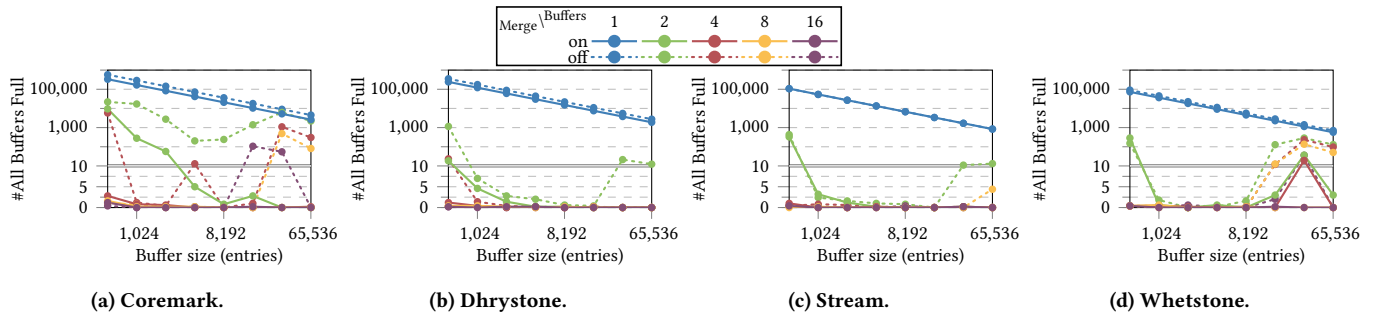 Merge\Buffers 1 2 4 8 16
on
off
#All Buffers Full
100,000
1,000
10
5
0
1,024 8,192 65,536
Buffer size (entries)
(a) Coremark.
#All Buffers Full
100,000
1,000
10
5
0
1,024 8,192 65,536
Buffer size (entries)
(b) Dhrystone.
#All Buffers Full
100,000
1,000
10
5
0
1,024 8,192 65,536
Buffer size (entries)
(c) Stream.
#All Buffers Full
100,000
1,000
10
5
0
1,024 8,192 65,536
Buffer size (entries)
(d) Whetstone.